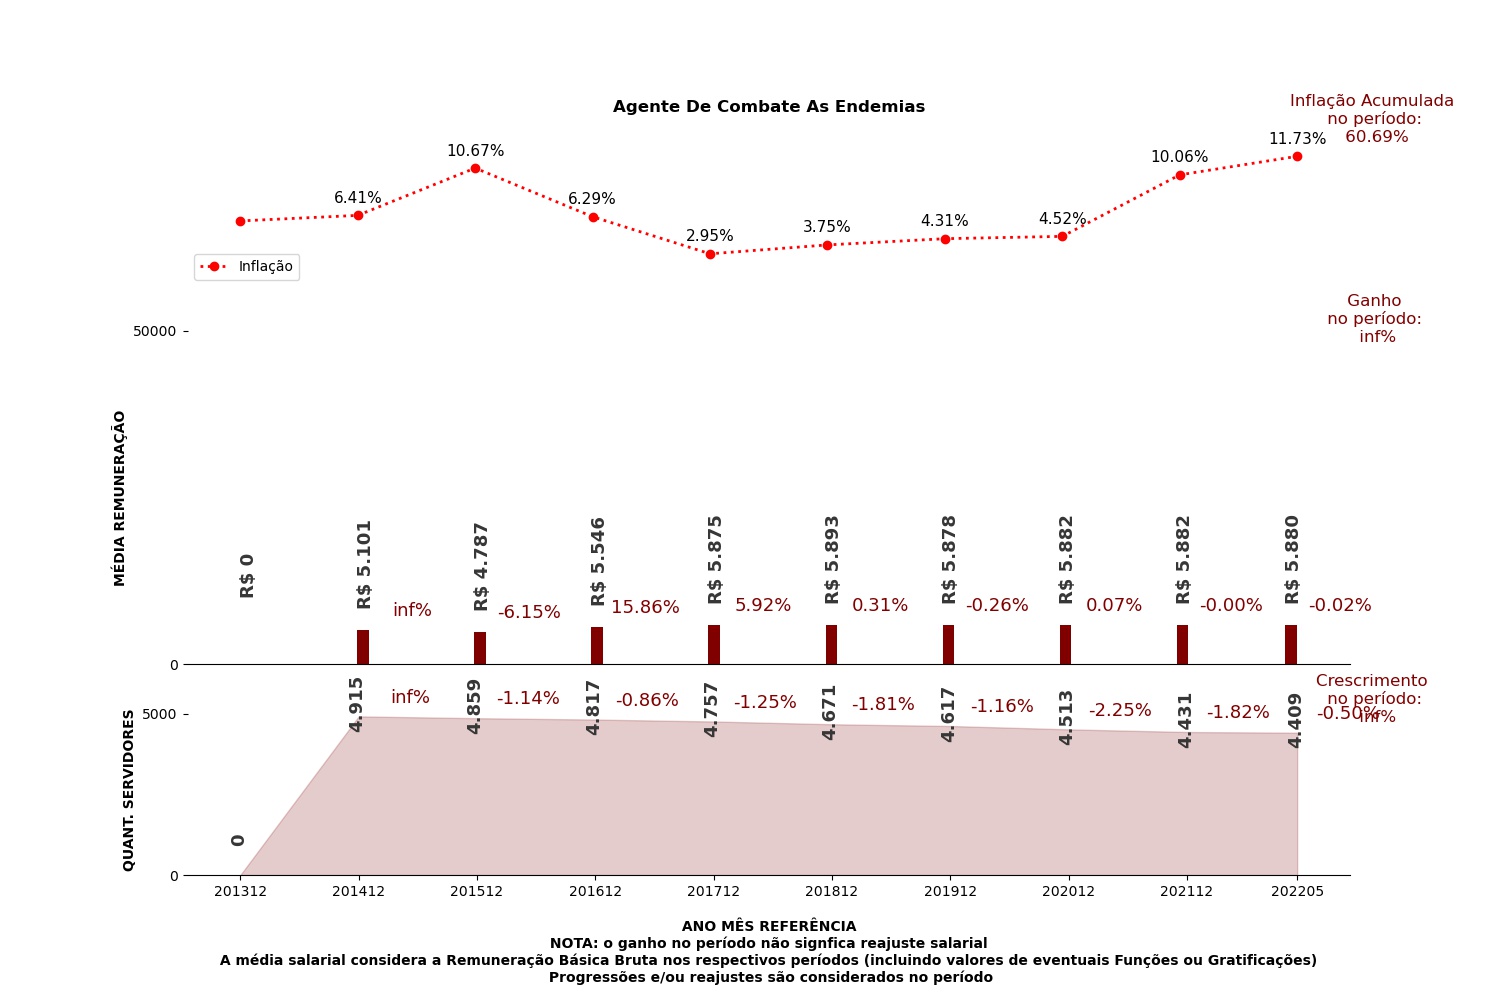 Agente De Combate As Endemias
Inflação Acumulada
no período:
60.69%
6.41%
10.67%
6.29%
2.95%
3.75%
4.31%
4.52%
10.06%
11.73%
Inflação
Ganho
no período:
inf%
50000
0
MÉDIA REMUNERAÇÃO
R$ 0
R$ 5.101
R$ 4.787
R$ 5.546
R$ 5.875
R$ 5.893
R$ 5.878
R$ 5.882
R$ 5.882
R$ 5.880
inf%
-6.15%
15.86%
5.92%
0.31%
-0.26%
0.07%
-0.00%
-0.02%
Crescimento
no período:
inf%
5000
0
QUANT. SERVIDORES
0
4.915
4.859
4.817
4.757
4.671
4.617
4.513
4.431
4.409
inf%
-1.14%
-0.86%
-1.25%
-1.81%
-1.16%
-2.25%
-1.82%
-0.50%
201312
201412
201512
201612
201712
201812
201912
202012
202112
202205
ANO MÊS REFERÊNCIA
NOTA: o ganho no período não signfica reajuste salarial
A média salarial considera a Remuneração Básica Bruta nos respectivos períodos (incluindo valores de eventuais Funções ou Gratificações)
Progressões e/ou reajustes são considerados no período